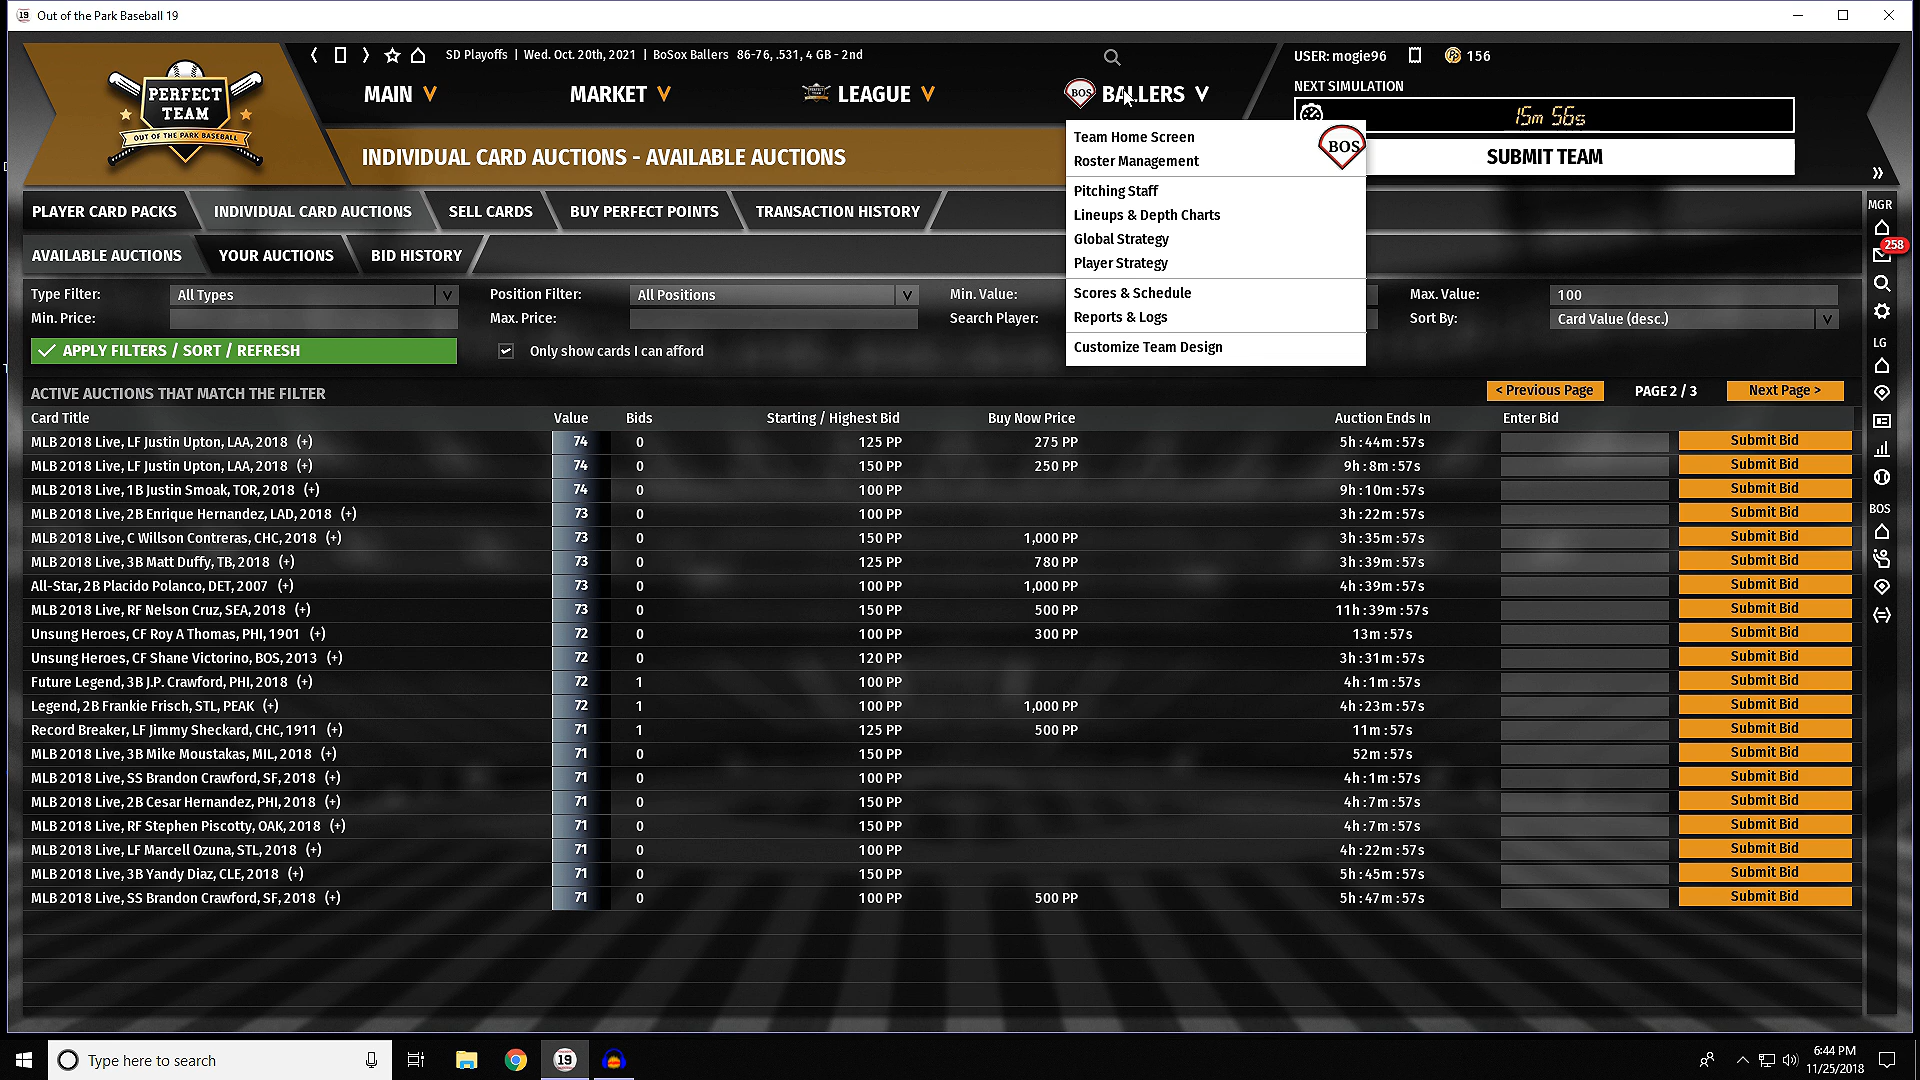 19 Out of the Park Baseball 19
SD Playoffs | Wed. Oct. 20th, 2021 | BoSox Ballers 86-76, .531, 4 GB - 2nd
USER: mogie96 156
PERFECT TEAM
OUT OF THE PARK BASEBALL
MAIN MARKET LEAGUE BOS BALLERS
NEXT SIMULATION
15m 56s
SUBMIT TEAM
INDIVIDUAL CARD AUCTIONS - AVAILABLE AUCTIONS
Team Home Screen
Roster Management
BOS
Pitching Staff
Lineups & Depth Charts
Global Strategy
Player Strategy
Scores & Schedule
Reports & Logs
Customize Team Design
PLAYER CARD PACKS INDIVIDUAL CARD AUCTIONS SELL CARDS BUY PERFECT POINTS TRANSACTION HISTORY
AVAILABLE AUCTIONS YOUR AUCTIONS BID HISTORY
Type Filter: All Types Position Filter: All Positions Min. Value: Max. Value: 100
Min. Price: Max. Price: Search Player: Sort By: Card Value (desc.)
APPLY FILTERS / SORT / REFRESH Only show cards I can afford
ACTIVE AUCTIONS THAT MATCH THE FILTER < Previous Page PAGE 2 / 3 Next Page >
Card Title Value Bids Starting / Highest Bid Buy Now Price Auction Ends In Enter Bid
MLB 2018 Live, LF Justin Upton, LAA, 2018 (+) 74 0 125 PP 275 PP 5h:44m:57s Submit Bid
MLB 2018 Live, LF Justin Upton, LAA, 2018 (+) 74 0 150 PP 250 PP 9h:8m:57s Submit Bid
MLB 2018 Live, 1B Justin Smoak, TOR, 2018 (+) 74 0 100 PP 9h:10m:57s Submit Bid
MLB 2018 Live, 2B Enrique Hernandez, LAD, 2018 (+) 73 0 100 PP 3h:22m:57s Submit Bid
MLB 2018 Live, C Willson Contreras, CHC, 2018 (+) 73 0 150 PP 1,000 PP 3h:35m:57s Submit Bid
MLB 2018 Live, 3B Matt Duffy, TB, 2018 (+) 73 0 125 PP 780 PP 3h:39m:57s Submit Bid
All-Star, 2B Placido Polanco, DET, 2007 (+) 73 0 100 PP 1,000 PP 4h:39m:57s Submit Bid
MLB 2018 Live, RF Nelson Cruz, SEA, 2018 (+) 73 0 150 PP 500 PP 11h:39m:57s Submit Bid
Unsung Heroes, CF Roy A Thomas, PHI, 1901 (+) 72 0 100 PP 300 PP 13m:57s Submit Bid
Unsung Heroes, CF Shane Victorino, BOS, 2013 (+) 72 0 120 PP 3h:31m:57s Submit Bid
Future Legend, 3B J.P. Crawford, PHI, 2018 (+) 72 1 100 PP 4h:1m:57s Submit Bid
Legend, 2B Frankie Frisch, STL, PEAK (+) 72 1 100 PP 1,000 PP 4h:23m:57s Submit Bid
Record Breaker, LF Jimmy Sheckard, CHC, 1911 (+) 71 1 125 PP 500 PP 11m:57s Submit Bid
MLB 2018 Live, 3B Mike Moustakas, MIL, 2018 (+) 71 0 150 PP 52m:57s Submit Bid
MLB 2018 Live, SS Brandon Crawford, SF, 2018 (+) 71 0 100 PP 4h:1m:57s Submit Bid
MLB 2018 Live, 2B Cesar Hernandez, PHI, 2018 (+) 71 0 150 PP 4h:7m:57s Submit Bid
MLB 2018 Live, RF Stephen Piscotty, OAK, 2018 (+) 71 0 150 PP 4h:7m:57s Submit Bid
MLB 2018 Live, LF Marcell Ozuna, STL, 2018 (+) 71 0 100 PP 4h:22m:57s Submit Bid
MLB 2018 Live, 3B Yandy Diaz, CLE, 2018 (+) 71 0 150 PP 5h:45m:57s Submit Bid
MLB 2018 Live, SS Brandon Crawford, SF, 2018 (+) 71 0 100 PP 500 PP 5h:47m:57s Submit Bid
MGR
258
LG
BOS
Type here to search
19
6:44 PM
11/25/2018